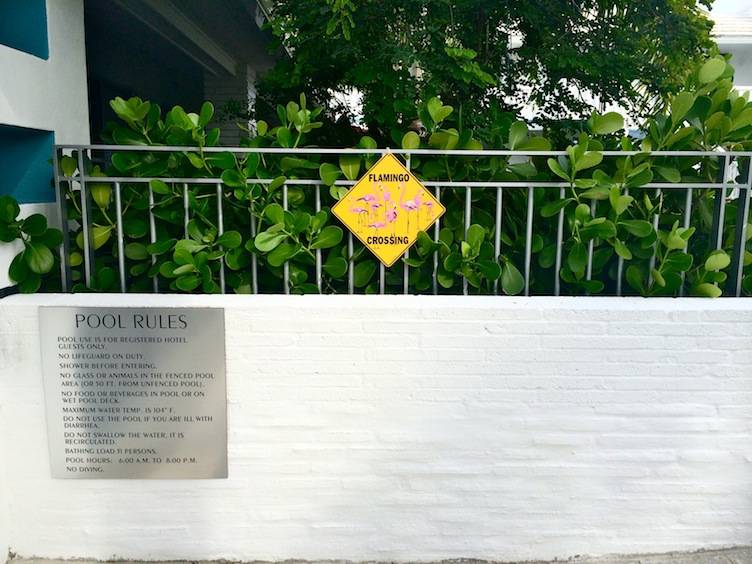 FLAMINGO
CROSSING
POOL RULES
POOL USE IS FOR REGISTERED HOTEL
GUESTS ONLY.
NO LIFEGUARD ON DUTY.
SHOWER BEFORE ENTERING.
NO GLASS OR ANIMALS IN THE FENCED POOL
AREA (OR 50 FT. FROM UNFENCED POOL).
NO FOOD OR BEVERAGES IN POOL OR ON
WET POOL DECK.
MAXIMUM WATER TEMP. IS 104° F.
DO NOT USE THE POOL IF YOU ARE ILL WITH
DIARRHEA.
DO NOT SWALLOW THE WATER, IT IS
RECIRCULATED.
BATHING LOAD 31 PERSONS.
POOL HOURS: 6:00 A.M. TO 8:00 P.M.
NO DIVING.